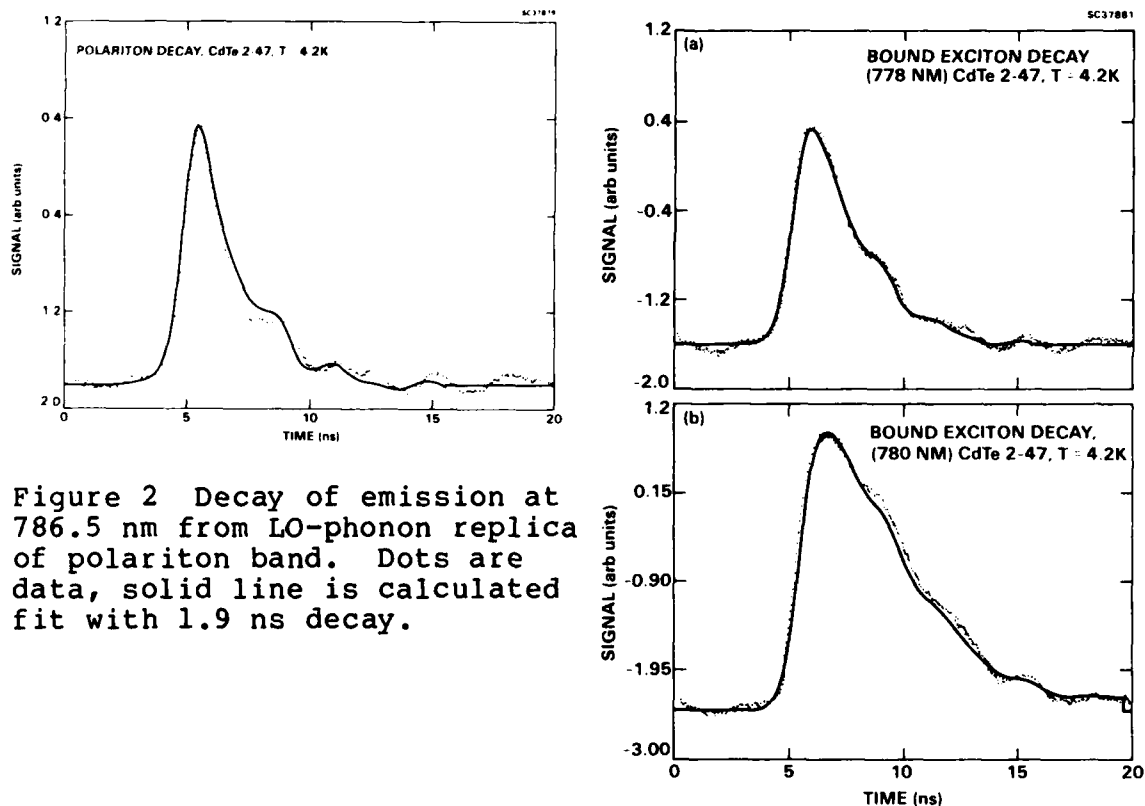 SC37879
POLARITON DECAY, CdTe 2-47, T 4.2K
1.2
0.4
0.4
1.2
2.0
SIGNAL (arb units)
0 5 10 15 20
TIME (ns)
Figure 2 Decay of emission at
786.5 nm from LO-phonon replica
of polariton band. Dots are
data, solid line is calculated
fit with 1.9 ns decay.
SC37881
(a)
BOUND EXCITON DECAY
(778 NM) CdTe 2-47, T = 4.2K
1.2
0.4
-0.4
-1.2
-2.0
SIGNAL (arb units)
(b)
BOUND EXCITON DECAY,
(780 NM) CdTe 2-47, T = 4.2K
1.2
0.15
-0.90
-1.95
-3.00
SIGNAL (arb units)
0 5 10 15 20
TIME (ns)